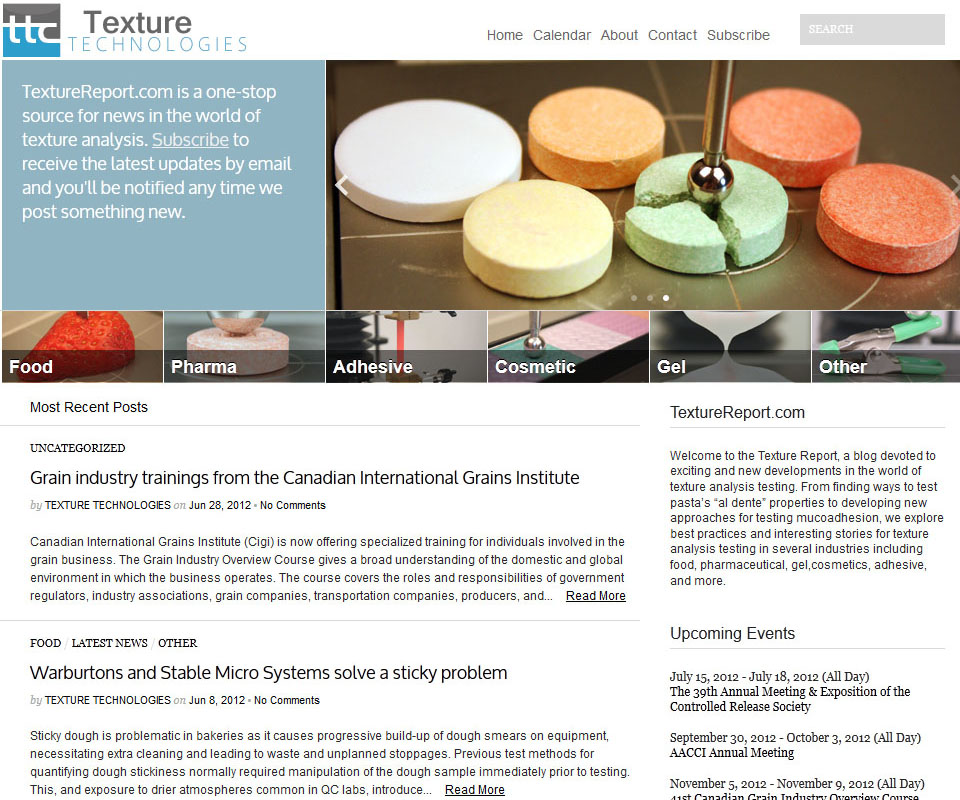 ttc Texture
TECHNOLOGIES
Home Calendar About Contact Subscribe
SEARCH
TextureReport.com is a one-stop
source for news in the world of
texture analysis. Subscribe to
receive the latest updates by email
and you'll be notified any time we
post something new.
Food
Pharma
Adhesive
Cosmetic
Gel
Other
Most Recent Posts
UNCATEGORIZED
Grain industry trainings from the Canadian International Grains Institute
by TEXTURE TECHNOLOGIES on Jun 28, 2012 • No Comments
Canadian International Grains Institute (Cigi) is now offering specialized training for individuals involved in the
grain business. The Grain Industry Overview Course gives a broad understanding of the domestic and global
environment in which the business operates. The course covers the roles and responsibilities of government
regulators, industry associations, grain companies, transportation companies, producers, and... Read More
FOOD / LATEST NEWS / OTHER
Warburtons and Stable Micro Systems solve a sticky problem
by TEXTURE TECHNOLOGIES on Jun 8, 2012 • No Comments
Sticky dough is problematic in bakeries as it causes progressive build-up of dough smears on equipment,
necessitating extra cleaning and leading to waste and unplanned stoppages. Previous test methods for
quantifying dough stickiness normally required manipulation of the dough sample immediately prior to testing.
This, and exposure to drier atmospheres common in QC labs, introduce... Read More
TextureReport.com
Welcome to the Texture Report, a blog devoted to
exciting and new developments in the world of
texture analysis testing. From finding ways to test
pasta's “al dente” properties to developing new
approaches for testing mucoadhesion, we explore
best practices and interesting stories for texture
analysis testing in several industries including
food, pharmaceutical, gel,cosmetics, adhesive,
and more.
Upcoming Events
July 15, 2012 - July 18, 2012 (All Day)
The 39th Annual Meeting & Exposition of the
Controlled Release Society
September 30, 2012 - October 3, 2012 (All Day)
AACCI Annual Meeting
November 5, 2012 - November 9, 2012 (All Day)
41st Canadian Grain Industry Overview Course